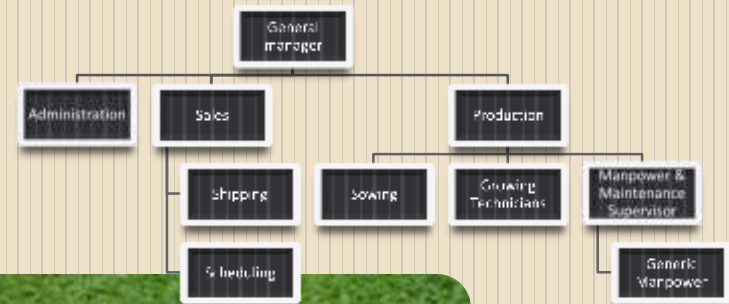 General
manager
Administration
Sales
Production
Shipping
Sowing
Growing
Technicians
Manpower &
Maintenance
Supervisor
Scheduling
Generic
Manpower